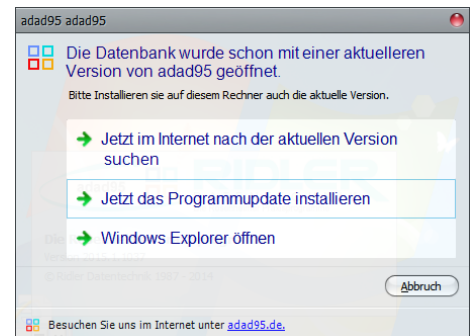 adad95 adad95
Die Datenbank wurde schon mit einer aktuelleren
Version von adad95 geöffnet.
Bitte Installieren sie auf diesem Rechner auch die aktuelle Version.
Jetzt im Internet nach der aktuellen Version
suchen
RIDLER
Jetzt das Programmupdate installieren
Windows Explorer öffnen
Abbruch
Besuchen Sie uns im Internet unter adad95.de.